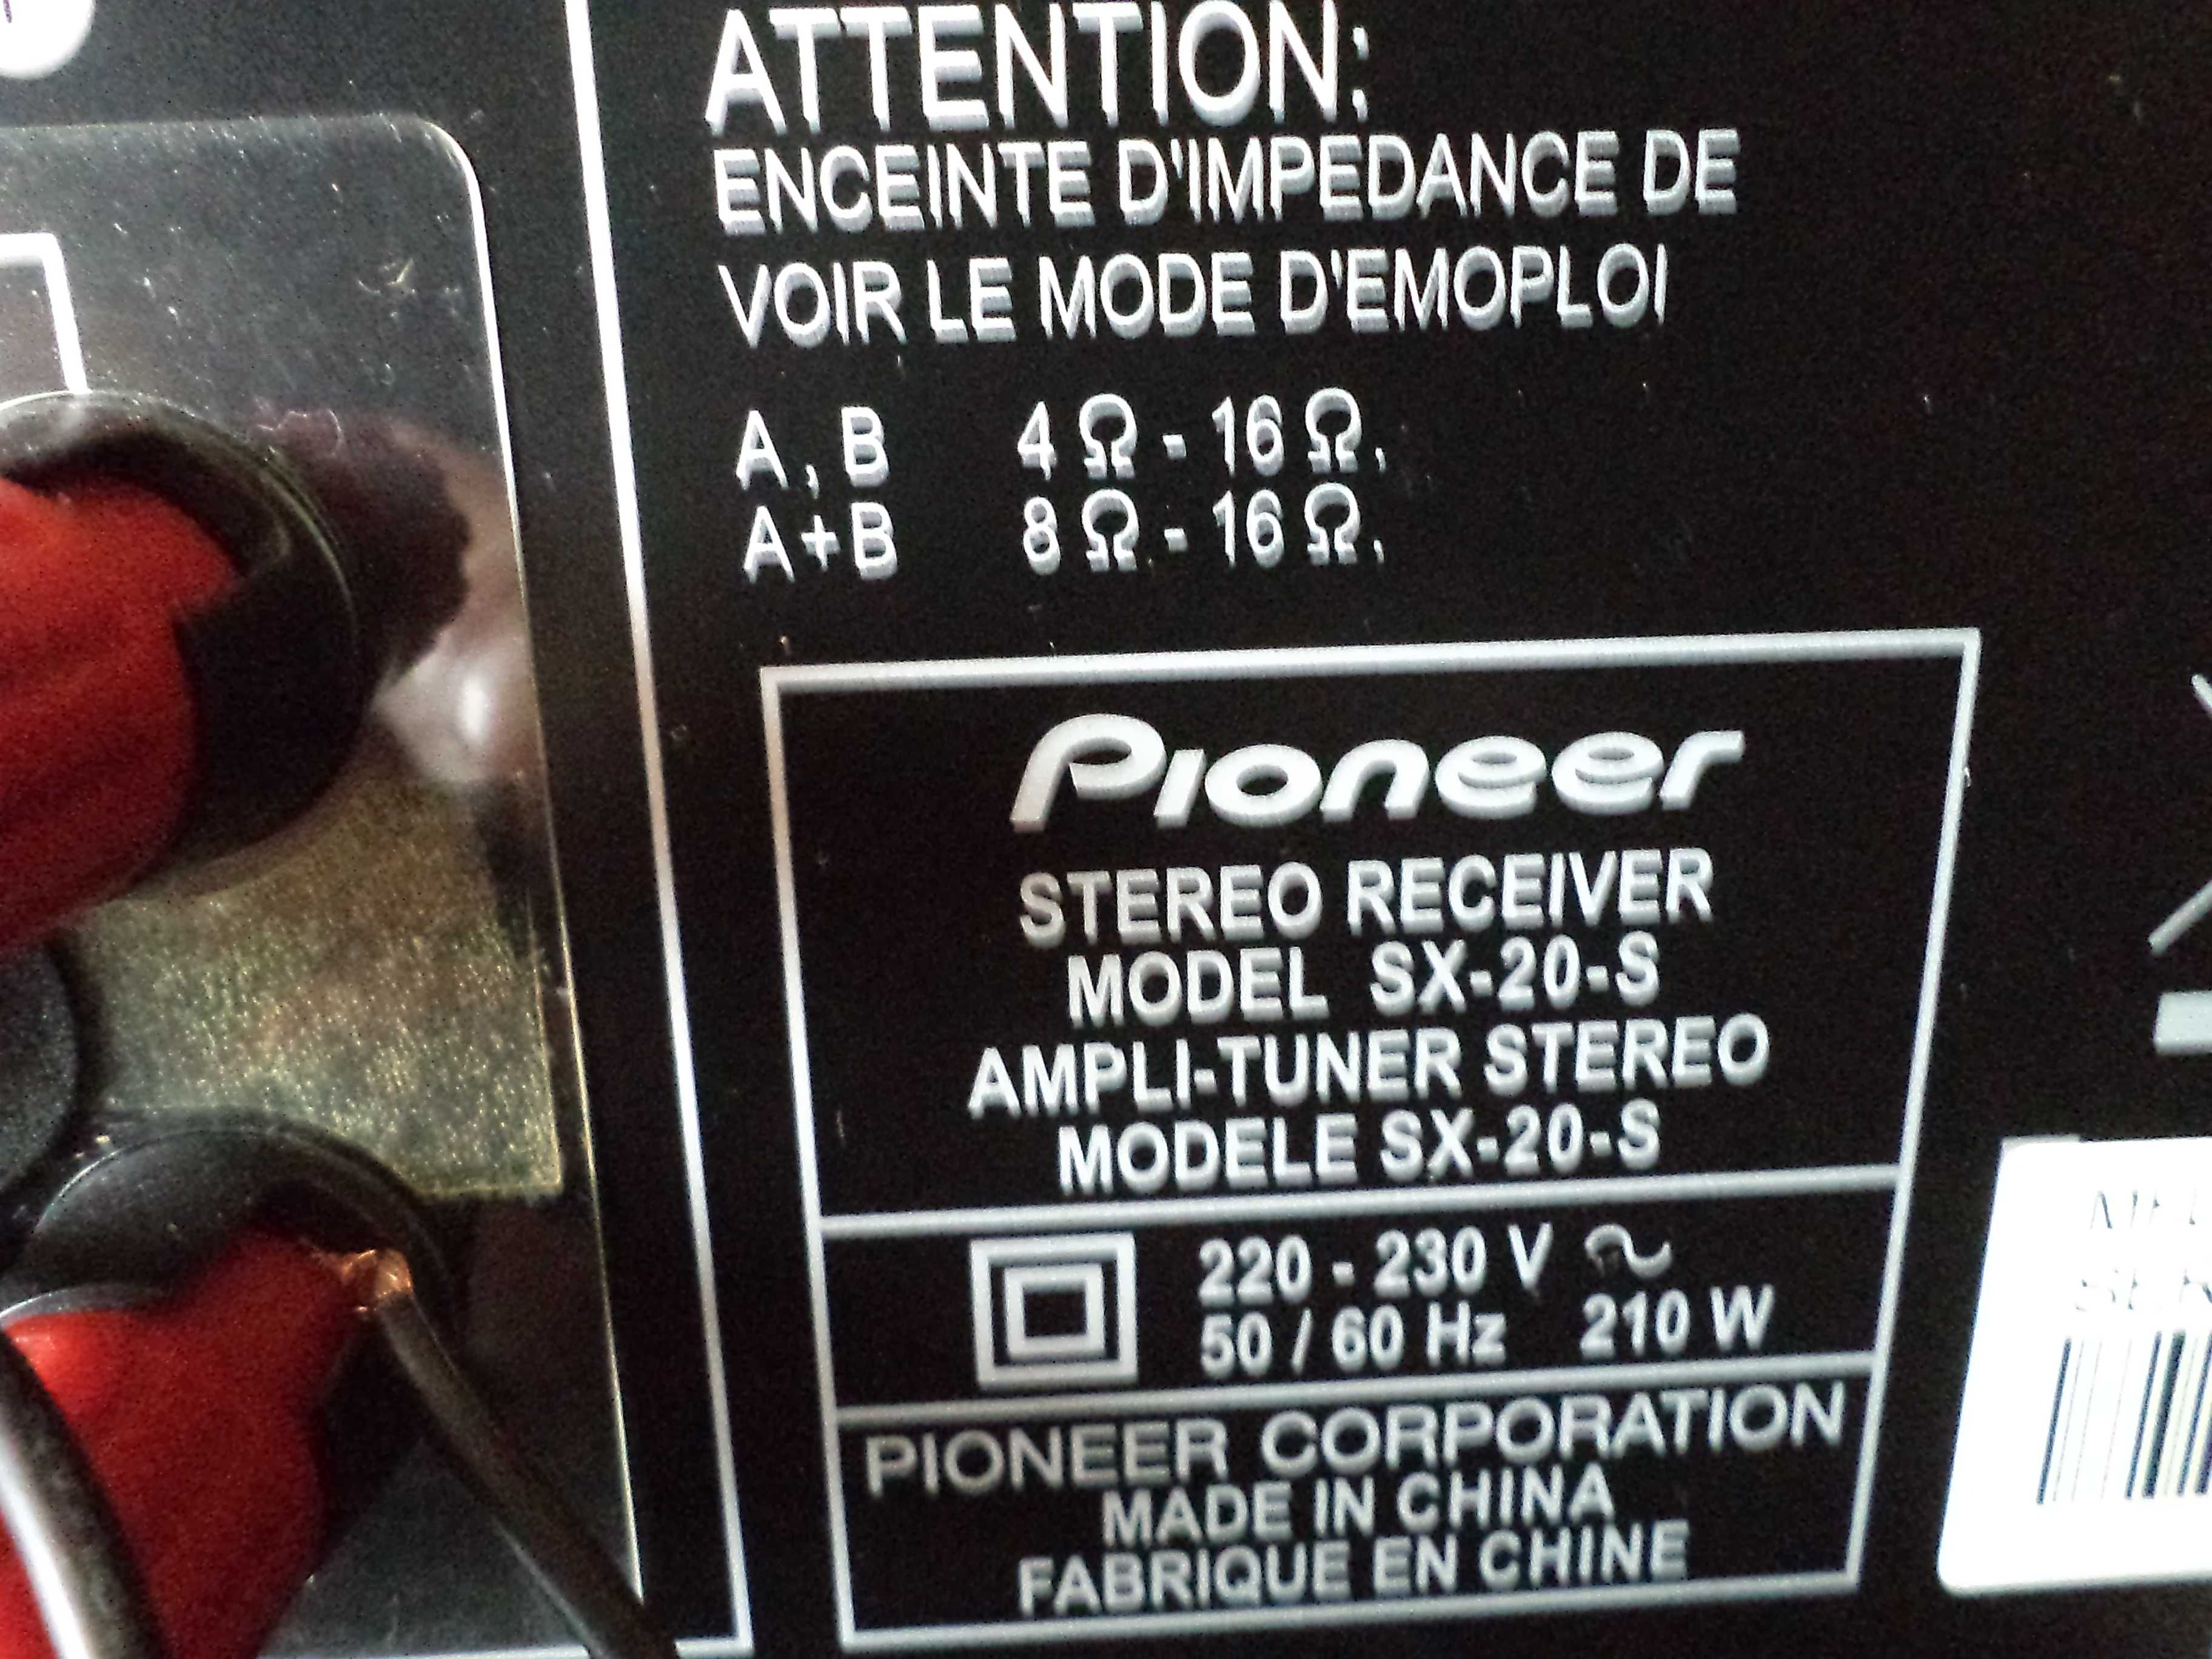 ATTENTION:
ENCEINTE D'IMPEDANCE DE
VOIR LE MODE D'EMOPLOI
A, B 4 Ω - 16 Ω.
A+B 8 Ω - 16 Ω.
Pioneer
STEREO RECEIVER
MODEL SX-20-S
AMPLI-TUNER STEREO
MODELE SX-20-S
220 - 230 V ~
50 / 60 Hz 210 W
PIONEER CORPORATION
MADE IN CHINA
FABRIQUE EN CHINE